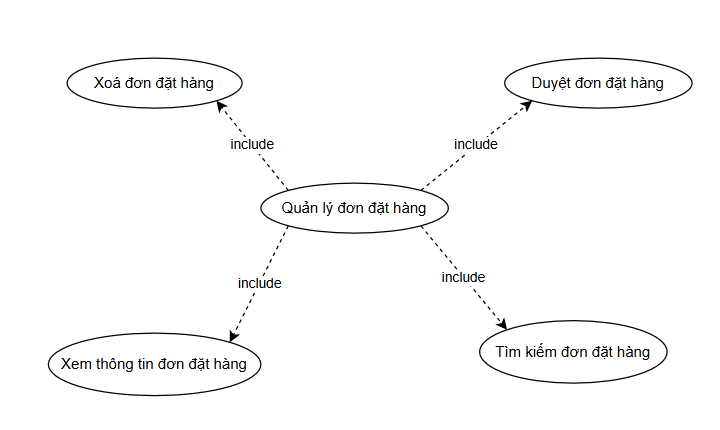 Xoá đơn đặt hàng
Duyệt đơn đặt hàng
include
include
Quản lý đơn đặt hàng
include
include
Xem thông tin đơn đặt hàng
Tìm kiếm đơn đặt hàng